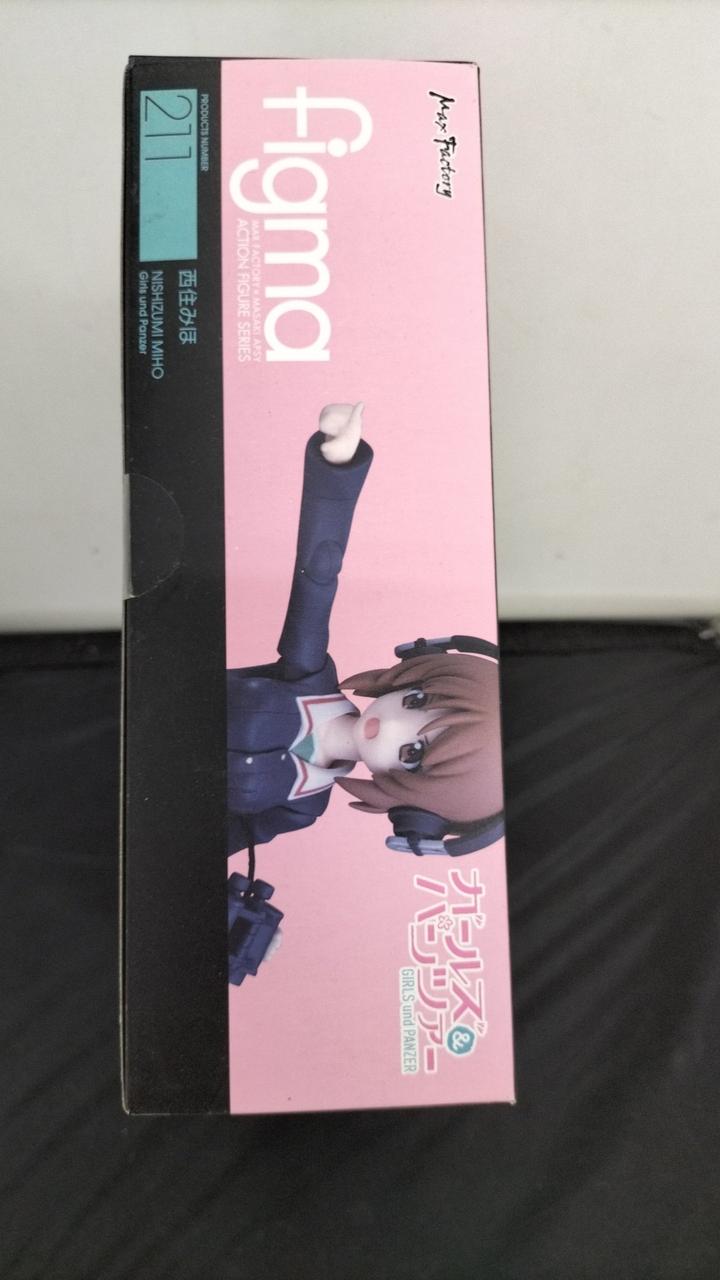 Max Factory
figma
MAX FACTORY × MASAKI APSY
ACTION FIGURE SERIES
PRODUCTS NUMBER
211
西住みほ
NISHIZUMI MIHO
Girls und Panzer
ガールズ&
パンツァー
GIRLS und PANZER